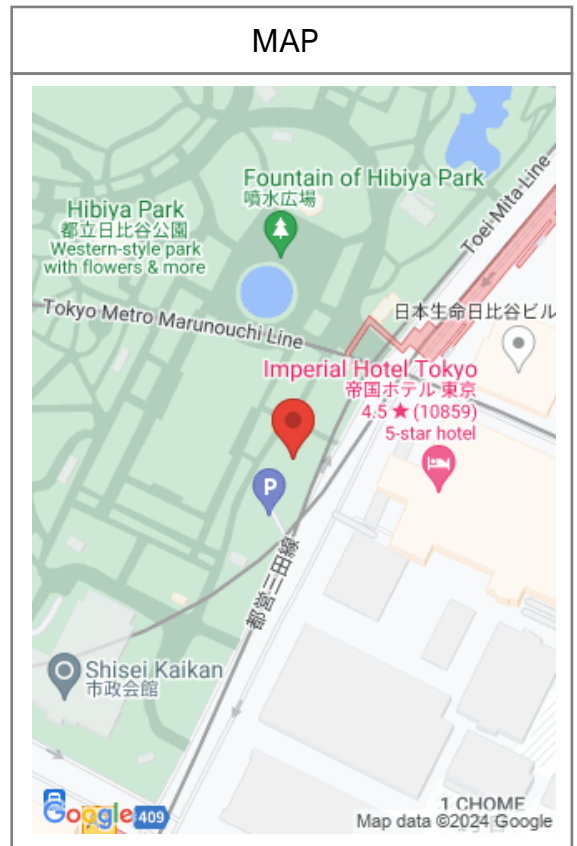 MAP
Fountain of Hibiya Park
噴水広場
Hibiya Park
都立日比谷公園
Western-style park
with flowers & more
Toei Mita Line
Tokyo Metro Marunouchi Line
日本生命日比谷ビル
Imperial Hotel Tokyo
帝国ホテル 東京
4.5 ★ (10859)
5-star hotel
P
都営三田線
Shisei Kaikan
市政会館
Google
409
1 CHOME
Map data ©2024 Google